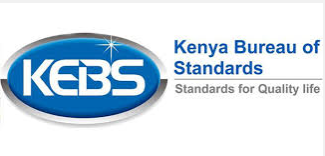 KEBS
Kenya Bureau of
Standards
Standards for Quality life